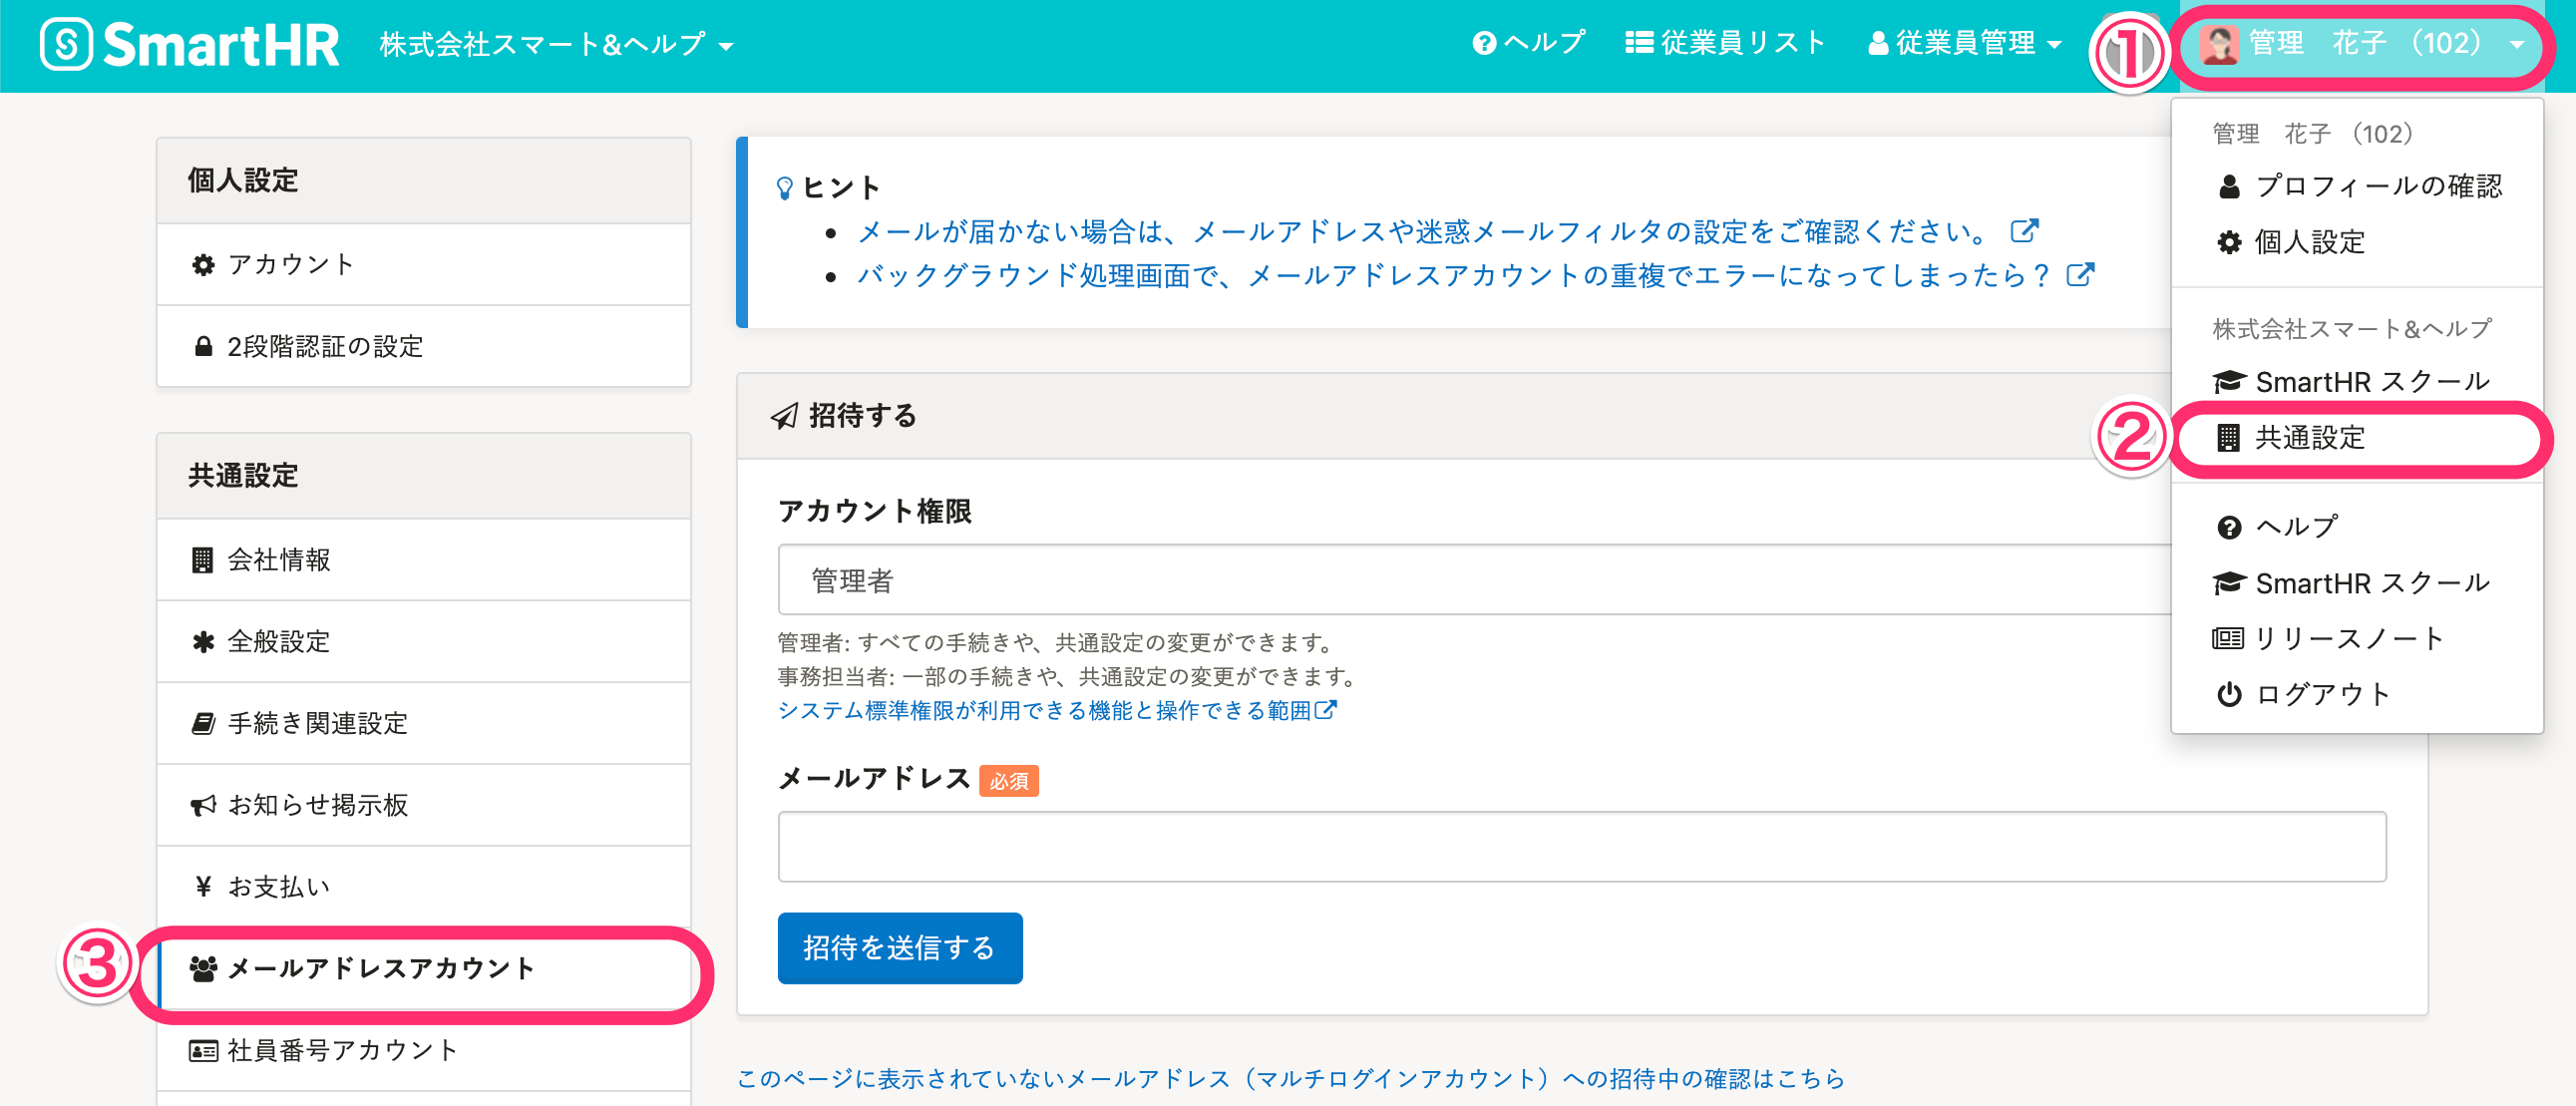 SmartHR 株式会社スマート&ヘルプ ヘルプ 従業員リスト 従業員管理 ① 管理 花子 (102)
管理 花子 (102)
プロフィールの確認
個人設定
株式会社スマート&ヘルプ
SmartHR スクール
② 共通設定
ヘルプ
SmartHR スクール
リリースノート
ログアウト
個人設定
アカウント
2段階認証の設定
共通設定
会社情報
全般設定
手続き関連設定
お知らせ掲示板
¥ お支払い
③ メールアドレスアカウント
社員番号アカウント
ヒント
• メールが届かない場合は、メールアドレスや迷惑メールフィルタの設定をご確認ください。
• バックグラウンド処理画面で、メールアドレスアカウントの重複でエラーになってしまったら？
招待する
アカウント権限
管理者
管理者: すべての手続きや、共通設定の変更ができます。
事務担当者: 一部の手続きや、共通設定の変更ができます。
システム標準権限が利用できる機能と操作できる範囲
メールアドレス 必須
招待を送信する
このページに表示されていないメールアドレス（マルチログインアカウント）への招待中の確認はこちら